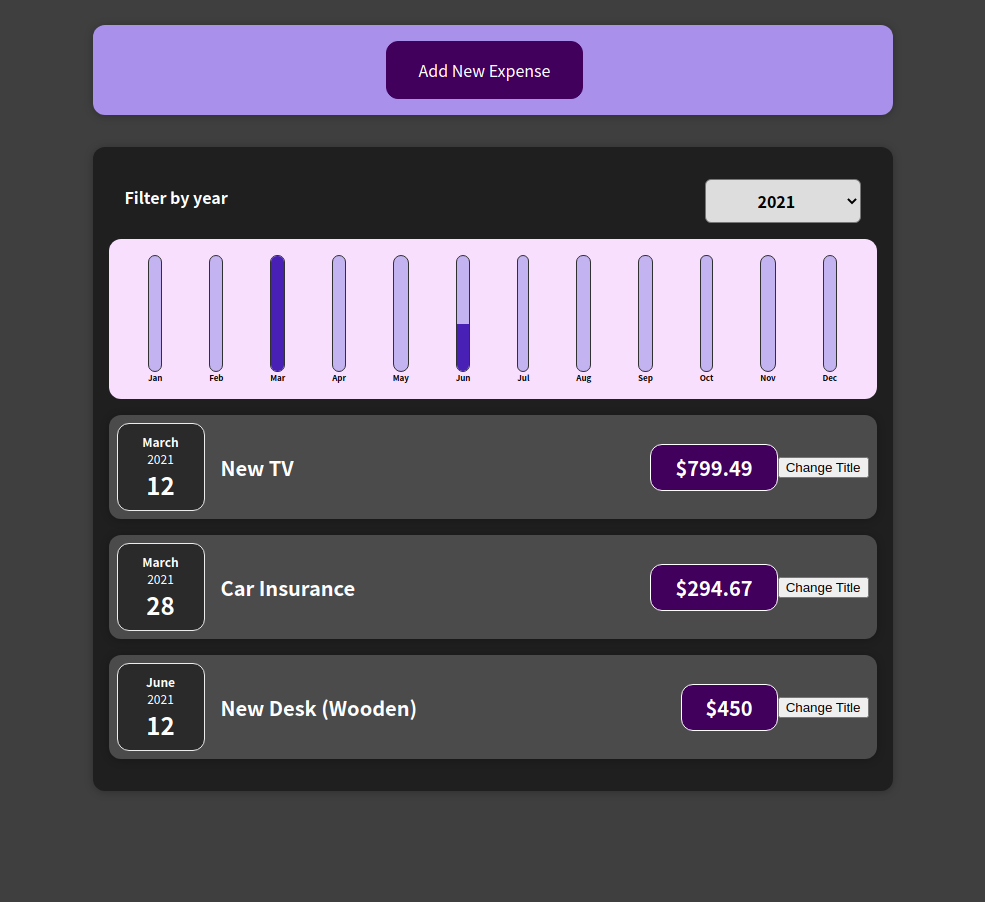 Add New Expense
Filter by year
2021
Jan Feb Mar Apr May Jun Jul Aug Sep Oct Nov Dec
March
2021
12
New TV
$799.49
Change Title
March
2021
28
Car Insurance
$294.67
Change Title
June
2021
12
New Desk (Wooden)
$450
Change Title